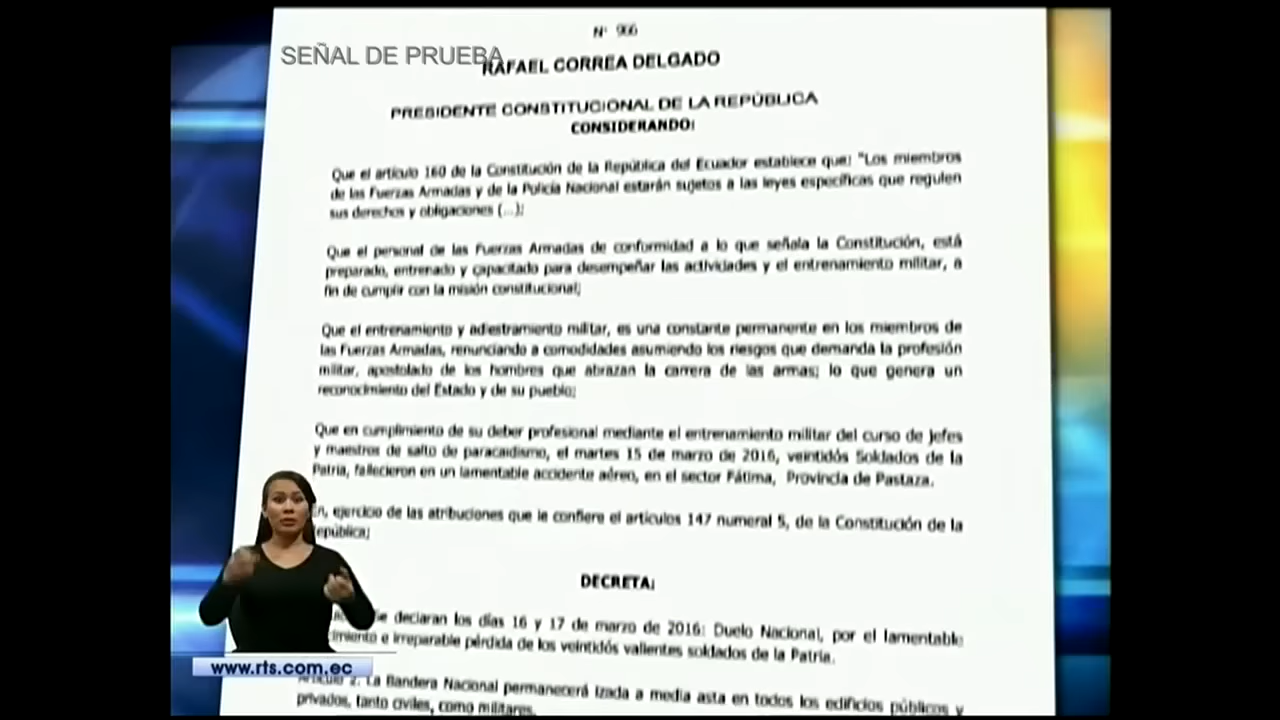 Nº 966
SEÑAL DE PRUEBA
RAFAEL CORREA DELGADO
PRESIDENTE CONSTITUCIONAL DE LA REPÚBLICA
CONSIDERANDO:
Que el artículo 160 de la Constitución de la República del Ecuador establece que: "Los miembros
de las Fuerzas Armadas y de la Policía Nacional estarán sujetos a las leyes específicas que regulen
sus derechos y obligaciones (...);
Que el personal de las Fuerzas Armadas de conformidad a lo que señala la Constitución, está
preparado, entrenado y capacitado para desempeñar las actividades y el entrenamiento militar, a
fin de cumplir con la misión constitucional;
Que el entrenamiento y adiestramiento militar, es una constante permanente en los miembros de
las Fuerzas Armadas, renunciando a comodidades asumiendo los riesgos que demanda la profesión
militar, apostolado de los hombres que abrazan la carrera de las armas; lo que genera un
reconocimiento del Estado y de su pueblo;
Que en cumplimiento de su deber profesional mediante el entrenamiento militar del curso de Jefes
y maestros de salto de paracaidismo, el martes 15 de marzo de 2016, veintidós Soldados de la
Patria, fallecieron en un lamentable accidente aéreo, en el sector Fátima, Provincia de Pastaza.
En, ejercicio de las atribuciones que le confiere el artículos 147 numeral 5, de la Constitución de la
epública;
DECRETA:
se declaran los días 16 y 17 de marzo de 2016: Duelo Nacional, por el lamentable
cimiento e irreparable pérdida de los veintidós valientes soldados de la Patria.
Artículo 2. La Bandera Nacional permanecerá izada a media asta en todos los edificios públicos y
privados, tanto civiles, como militares.
www.rts.com.ec